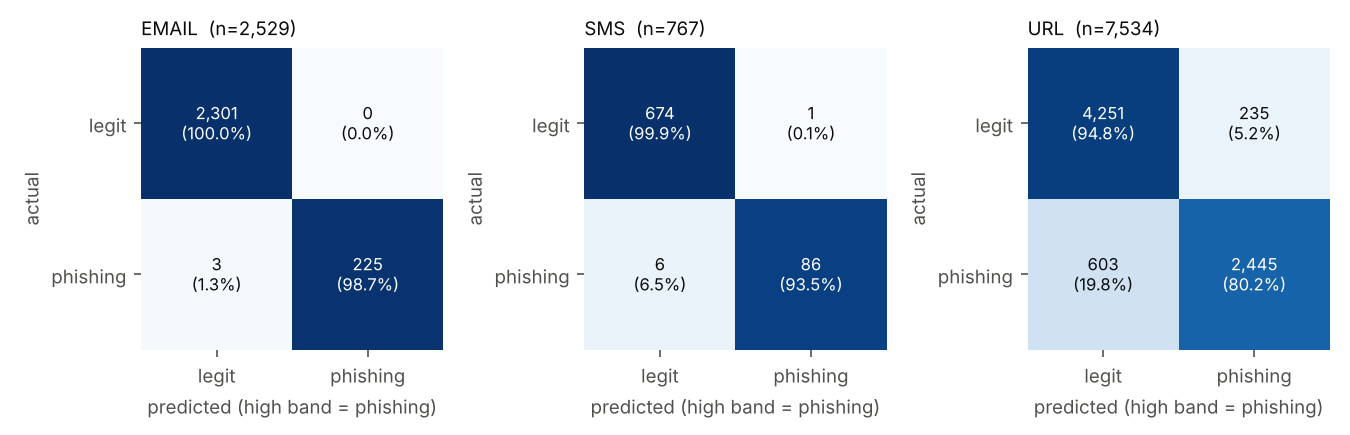 EMAIL (n=2,529)
2,301
(100.0%)
0
(0.0%)
3
(1.3%)
225
(98.7%)
legit
phishing
actual
legit
phishing
predicted (high band = phishing)
SMS (n=767)
674
(99.9%)
1
(0.1%)
6
(6.5%)
86
(93.5%)
legit
phishing
actual
legit
phishing
predicted (high band = phishing)
URL (n=7,534)
4,251
(94.8%)
235
(5.2%)
603
(19.8%)
2,445
(80.2%)
legit
phishing
actual
legit
phishing
predicted (high band = phishing)